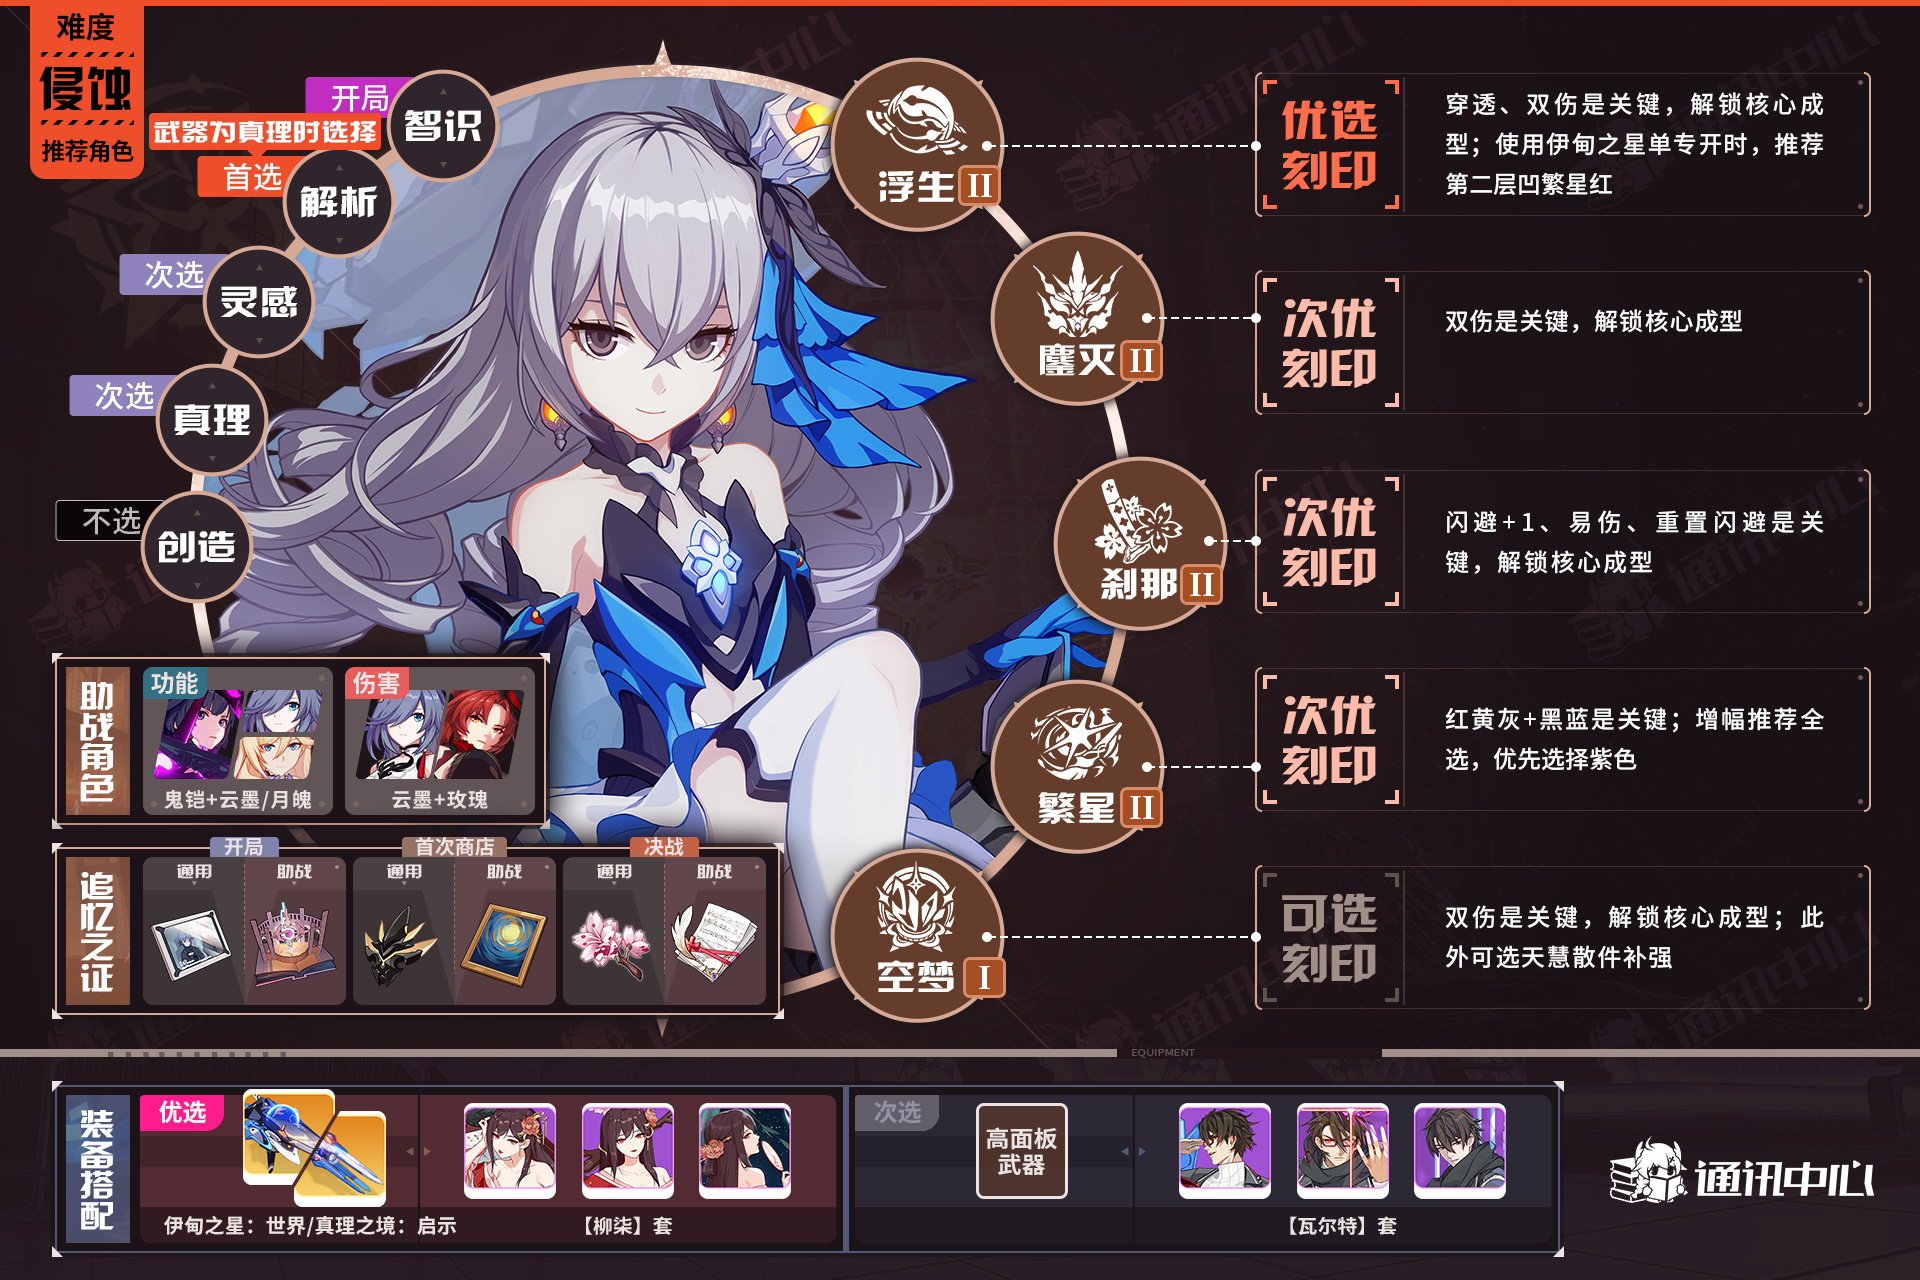 难度
侵蚀
推荐角色
开局
智识
武器为真理时选择
首选
解析
次选
灵感
次选
真理
不选
创造
浮生 II
优选
刻印
穿透、双伤是关键，解锁核心成
型；使用伊甸之星单专开时，推荐
第二层凹繁星红
鏖灭 II
次优
刻印
双伤是关键，解锁核心成型
刹那 II
次优
刻印
闪避+1、易伤、重置闪避是关
键，解锁核心成型
繁星 II
次优
刻印
红黄灰+黑蓝是关键；增幅推荐全
选，优先选择紫色
空梦 I
可选
刻印
双伤是关键，解锁核心成型；此
外可选天慧散件补强
助战角色
功能
鬼铠+云墨/月魄
伤害
云墨+玫瑰
追忆之证
开局
通用 助战
首次商店
通用 助战
决战
通用 助战
EQUIPMENT
装备搭配
优选
伊甸之星：世界/真理之境：启示
【柳柒】套
次选
高面板
武器
【瓦尔特】套
通讯中心